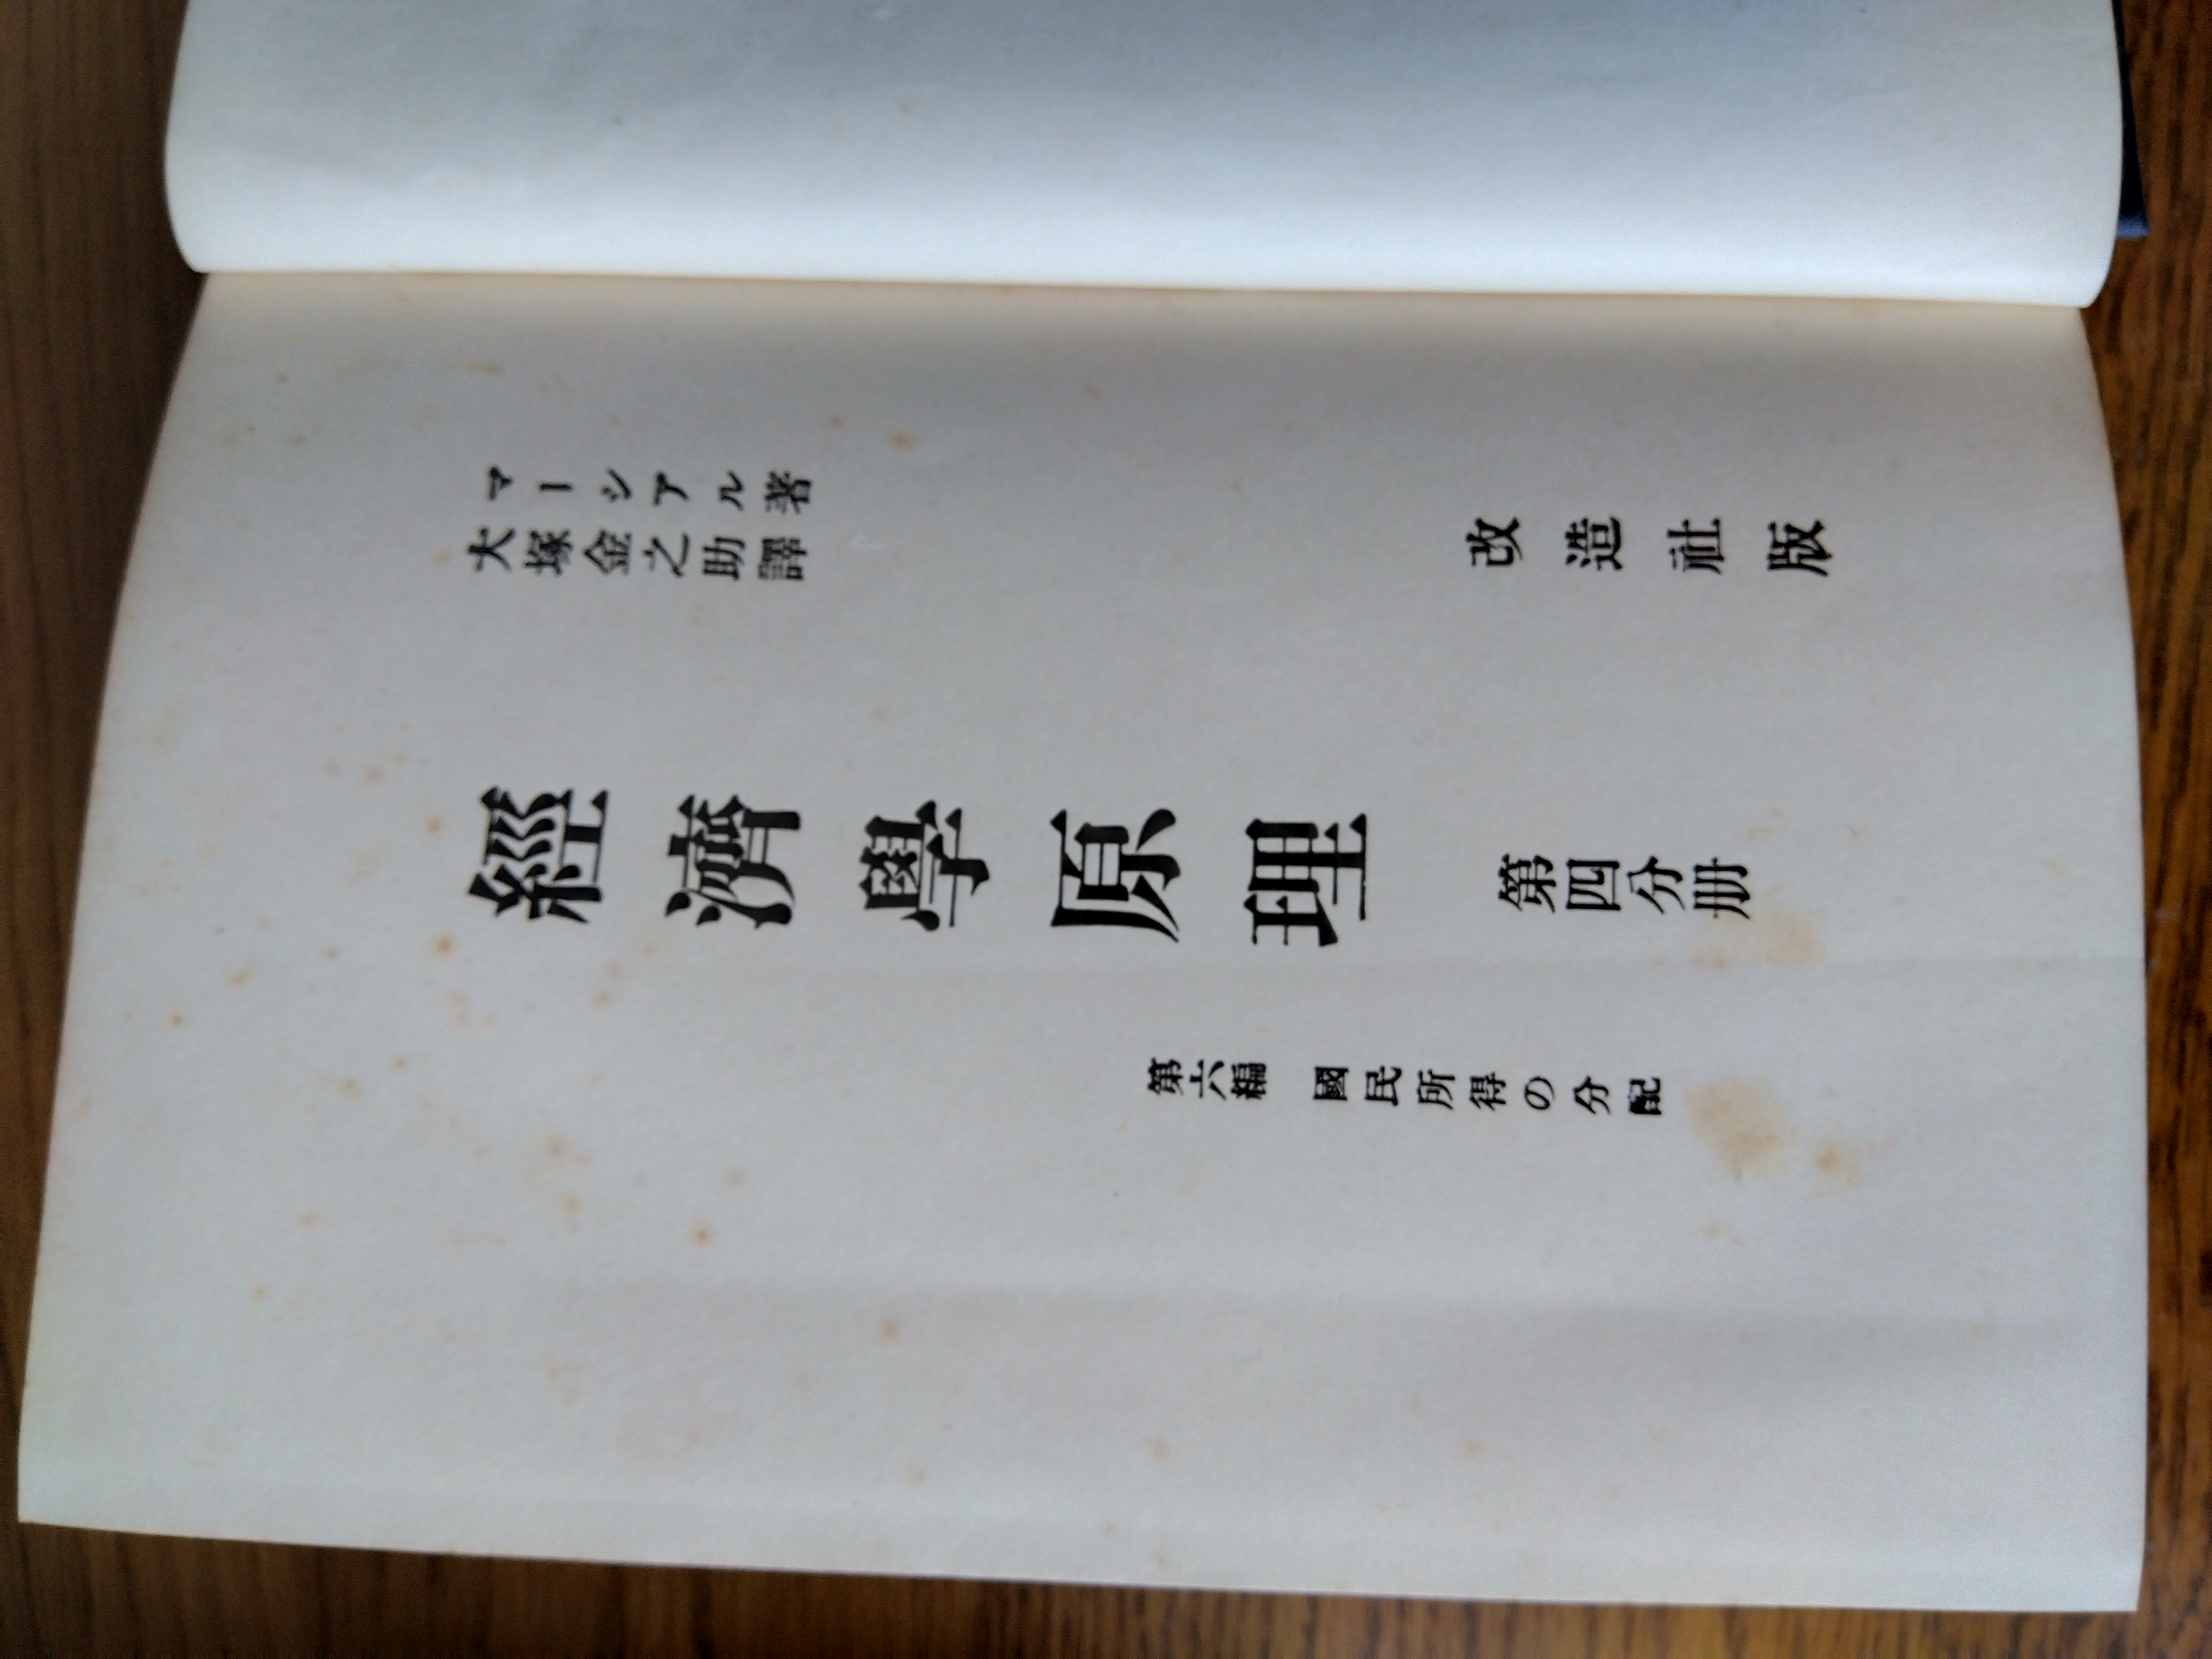 マーシアル著
大塚金之助譯
改造社版
經濟學原理 第四分册
第六編 國民所得の分配